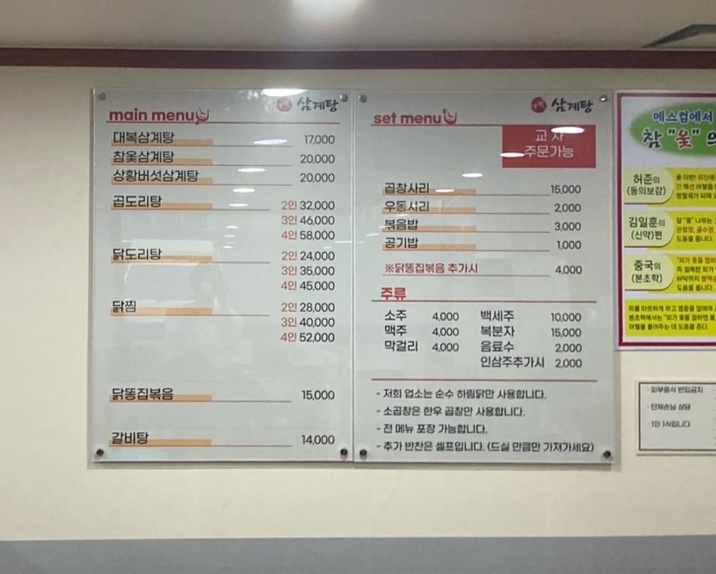 main menu
삼계탕
대복삼계탕 17,000
참옻삼계탕 20,000
상황버섯삼계탕 20,000
곱도리탕 2인 32,000
3인 46,000
4인 58,000
닭도리탕 2인 24,000
3인 35,000
4인 45,000
닭찜 2인 28,000
3인 40,000
4인 52,000
닭똥집볶음 15,000
갈비탕 14,000
set menu
삼계탕
교차
주문가능
곱창사리 15,000
우동사리 2,000
볶음밥 3,000
공기밥 1,000
※닭똥집볶음 추가시 4,000
주류
소주 4,000 백세주 10,000
맥주 4,000 복분자 15,000
막걸리 4,000 음료수 2,000
인삼주추가시 2,000
- 저희 업소는 순수 하림닭만 사용합니다.
- 소곱창은 한우 곱창만 사용합니다.
- 전 메뉴 포장 가능합니다.
- 추가 반찬은 셀프입니다. (드실 만큼만 가져가세요)
메스컴에서
참 "옻"의
허준의
(동의보감)
김일훈의
(신약)편
중국의
(본초학)
외부음식 반입금지
단체손님 상담